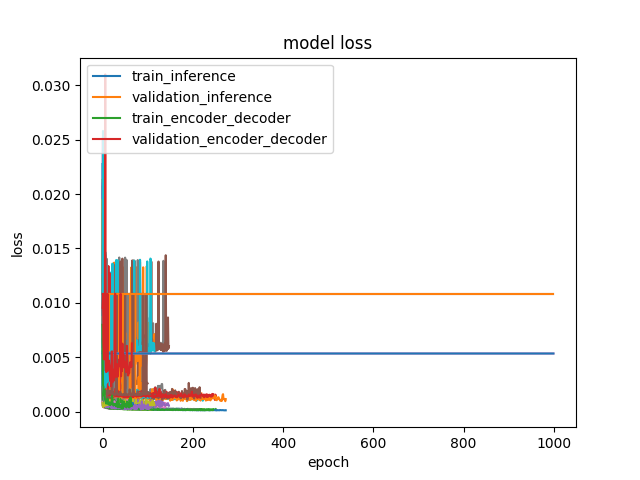 model loss
train_inference
validation_inference
train_encoder_decoder
validation_encoder_decoder
0.030
0.025
0.020
0.015
0.010
0.005
0.000
loss
0 200 400 600 800 1000
epoch